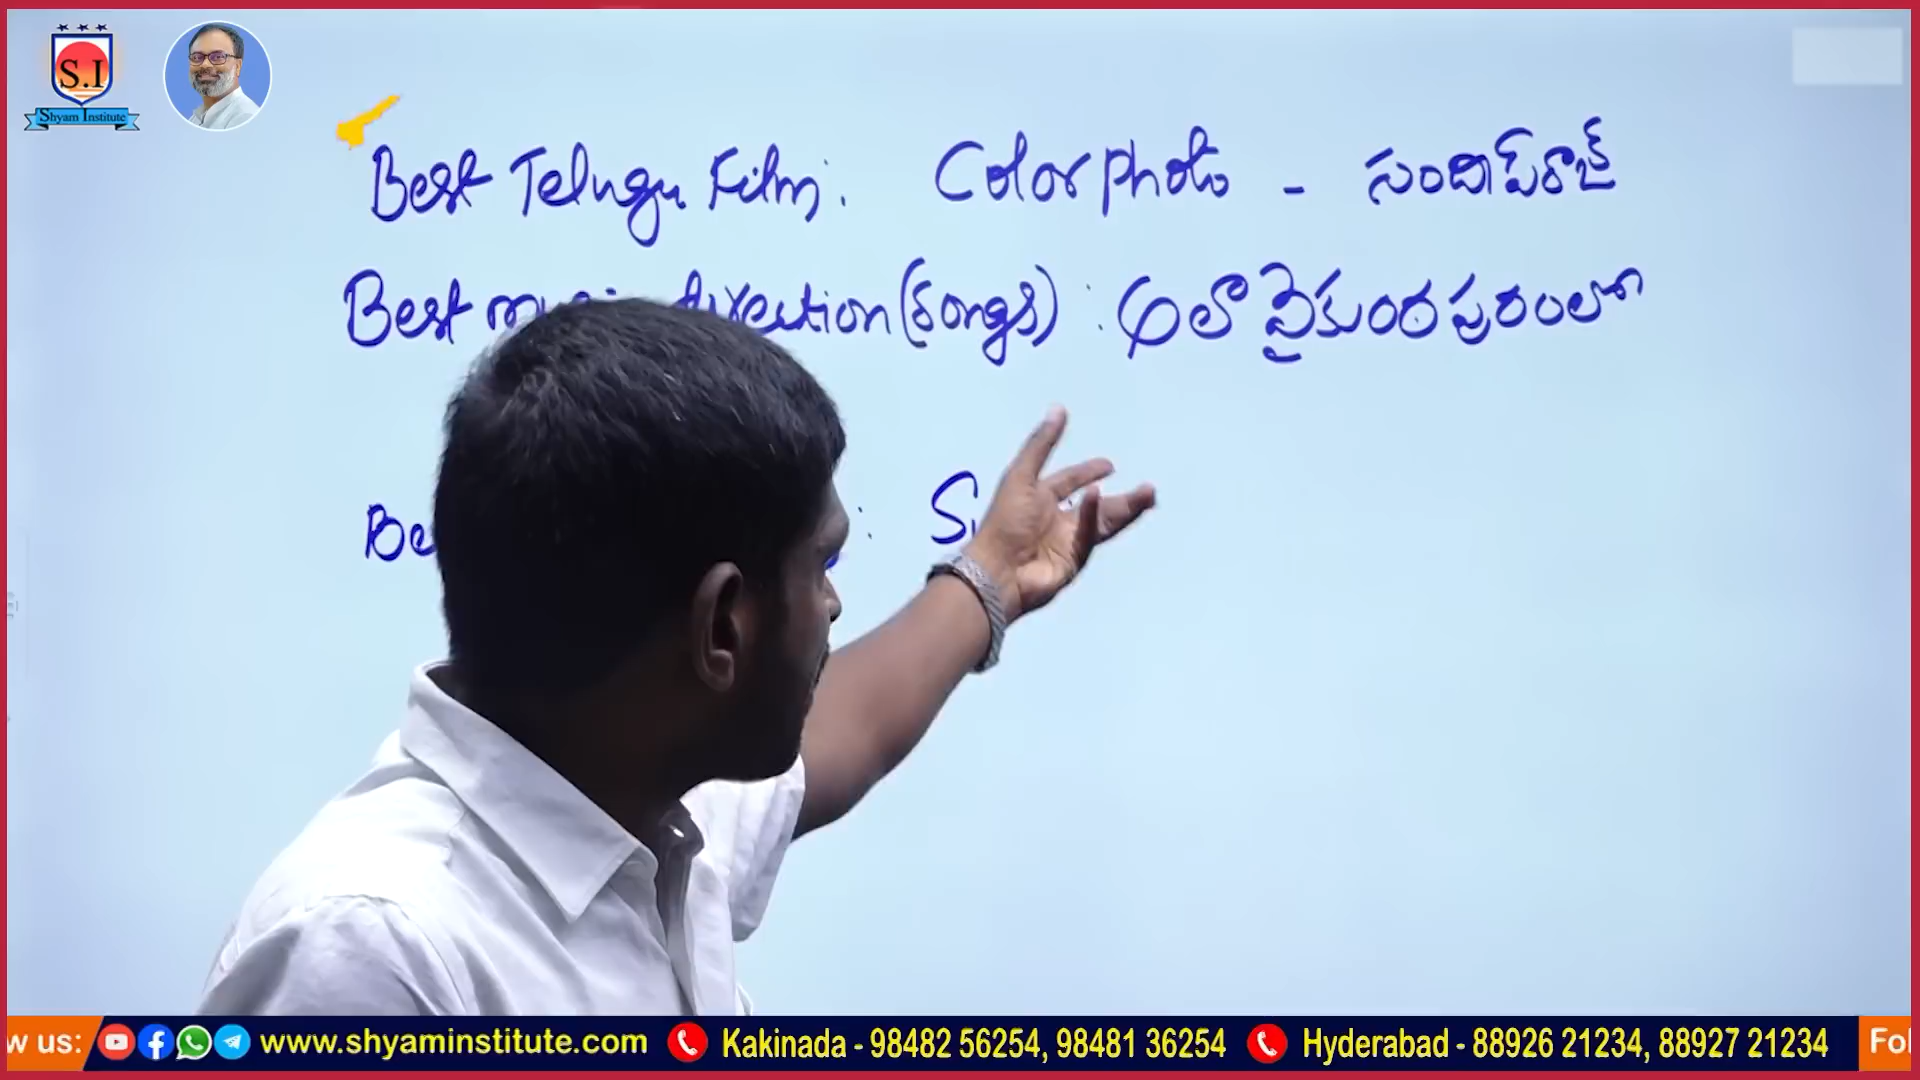 S.I
Shyam Institute
Best Telugu Film: Color Photo - సందీప్‌రాజ్
Best direction (Songs) : అలా వైకుంఠపురంలో
w us: www.shyaminstitute.com Kakinada - 98482 56254, 98481 36254 Hyderabad - 88926 21234, 88927 21234 Fol